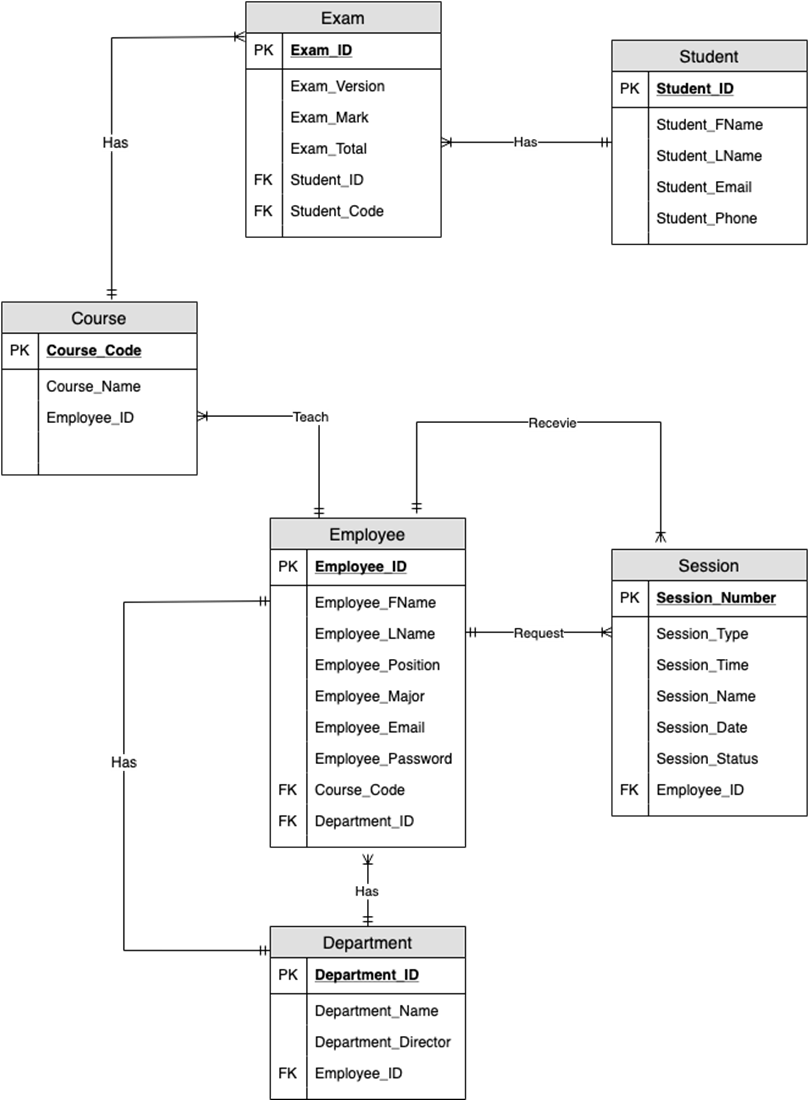 Exam
PK Exam_ID
Exam_Version
Exam_Mark
Exam_Total
FK Student_ID
FK Student_Code
Student
PK Student_ID
Student_FName
Student_LName
Student_Email
Student_Phone
Has
Has
Course
PK Course_Code
Course_Name
Employee_ID
Teach
Recevie
Employee
PK Employee_ID
Employee_FName
Employee_LName
Employee_Position
Employee_Major
Employee_Email
Employee_Password
FK Course_Code
FK Department_ID
Request
Session
PK Session_Number
Session_Type
Session_Time
Session_Name
Session_Date
Session_Status
FK Employee_ID
Has
Has
Department
PK Department_ID
Department_Name
Department_Director
FK Employee_ID